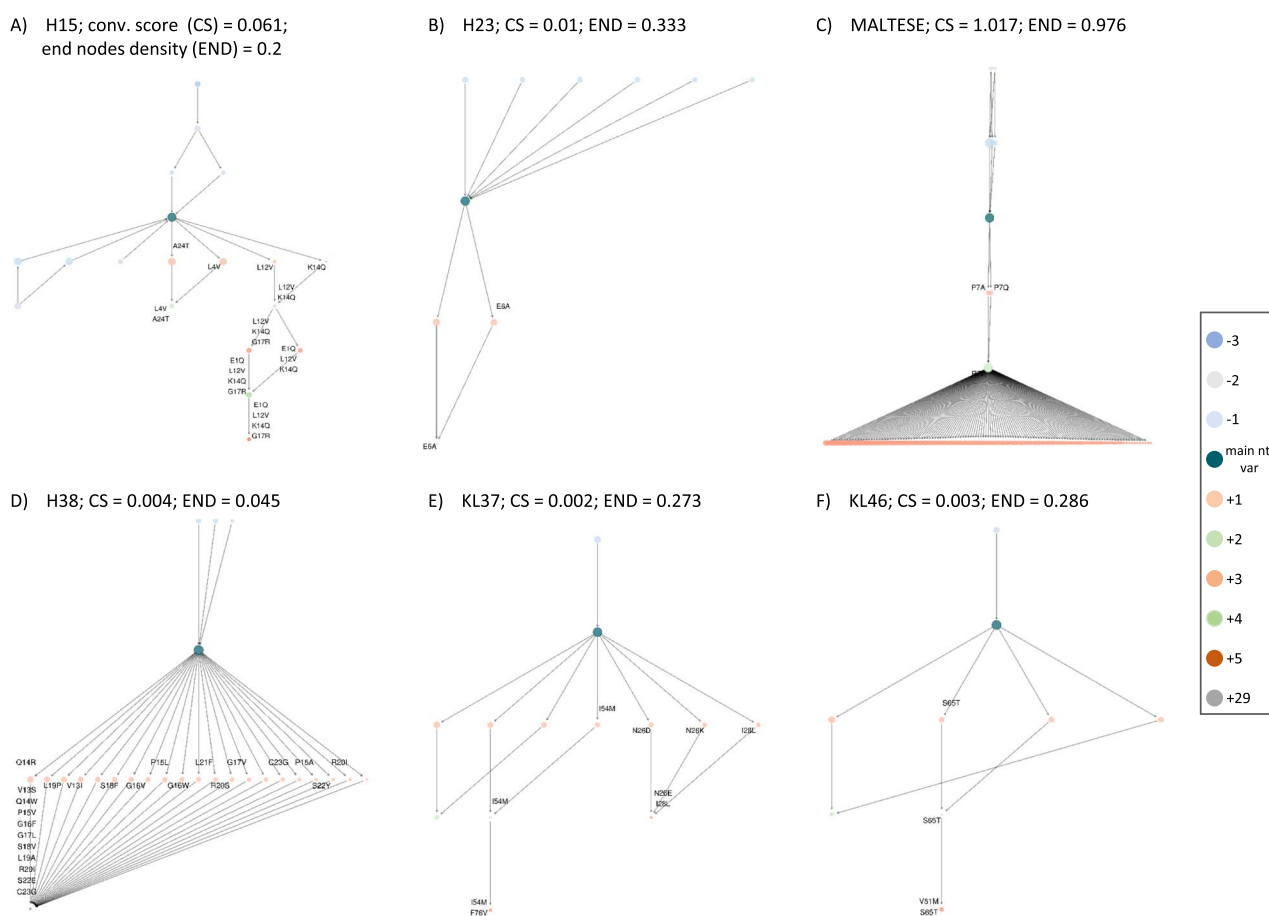 A) H15; conv. score (CS) = 0.061;
end nodes density (END) = 0.2
B) H23; CS = 0.01; END = 0.333
C) MALTESE; CS = 1.017; END = 0.976
A24T
L4V
L12V
K14Q
L4V
A24T
L12V
K14Q
L12V
K14Q
G17R
E1Q
L12V
K14Q
E1Q
L12V
K14Q
G17R
E1Q
L12V
K14Q
G17R
E6A
E6A
P7A
P7Q
-3
-2
-1
main nt
var
+1
+2
+3
+4
+5
+29
D) H38; CS = 0.004; END = 0.045
E) KL37; CS = 0.002; END = 0.273
F) KL46; CS = 0.003; END = 0.286
Q14R
P15L
L21F
G17V
C23G
P15A
R20I
L19P
V13I
S18F
G16V
G16W
R20S
S22Y
V13S
Q14W
P15V
G16F
G17L
S18V
L19A
R20I
S22E
C23G
I54M
N26D
N26K
I28L
I54M
N26E
I28L
I54M
F76V
S65T
S65T
V81M
S65T